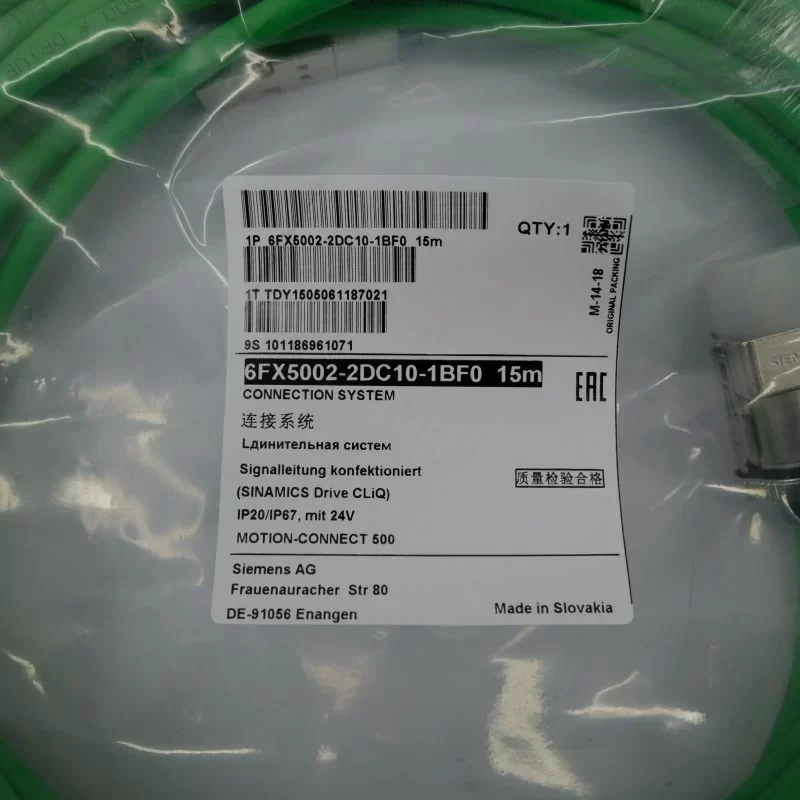 1P 6FX5002-2DC10-1BF0 15m
QTY:1
1T TDY1505061187021
M-14-18
ORIGINAL PACKING
9S 101186961071
6FX5002-2DC10-1BF0 15m
EAC
CONNECTION SYSTEM
连接系统
Lдинительная систем
Signalleitung konfektioniert
(SINAMICS Drive CLiQ)
质量检验合格
IP20/IP67, mit 24V
MOTION-CONNECT 500
Siemens AG
Frauenauracher Str 80
DE-91056 Enangen
Made in Slovakia